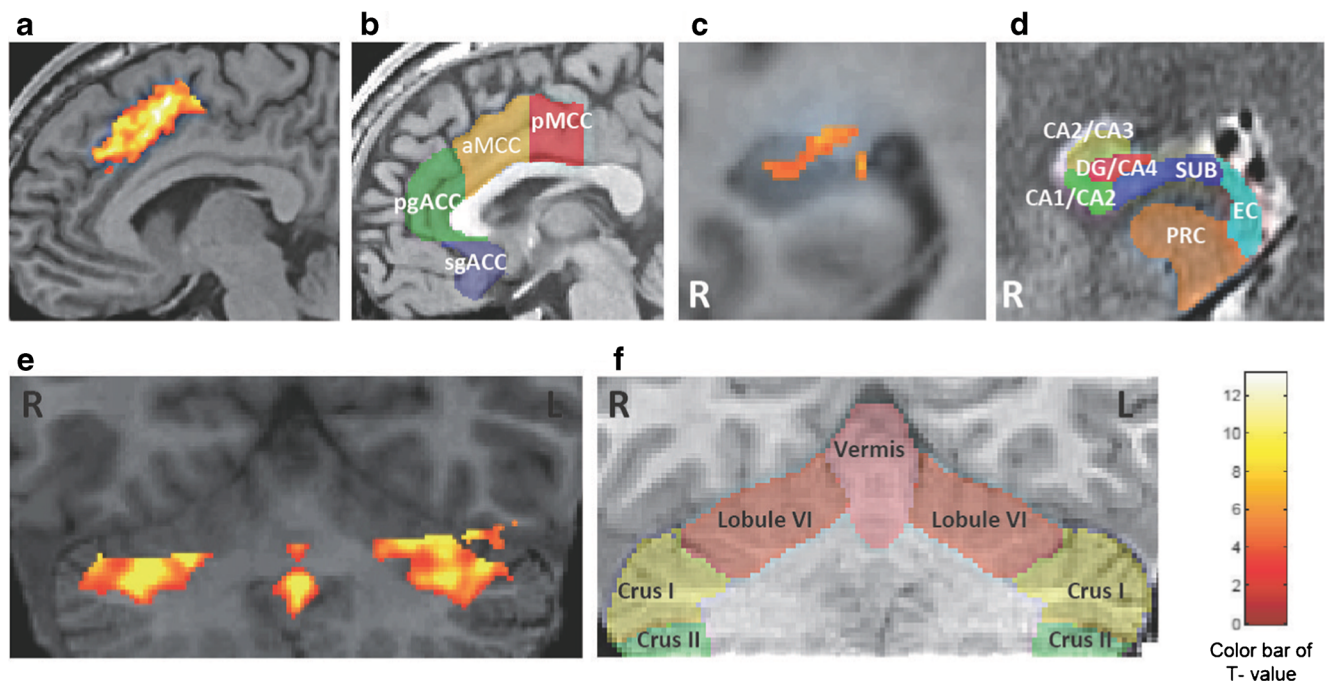 a
b
c
d
pMCC
aMCC
pgACC
sgACC
R
CA2/CA3
DG/CA4
SUB
CA1/CA2
EC
PRC
R
e
f
R
L
R
L
Vermis
Lobule VI
Lobule VI
Crus I
Crus I
Crus II
Crus II
12
10
8
6
4
2
0
Color bar of
T- value